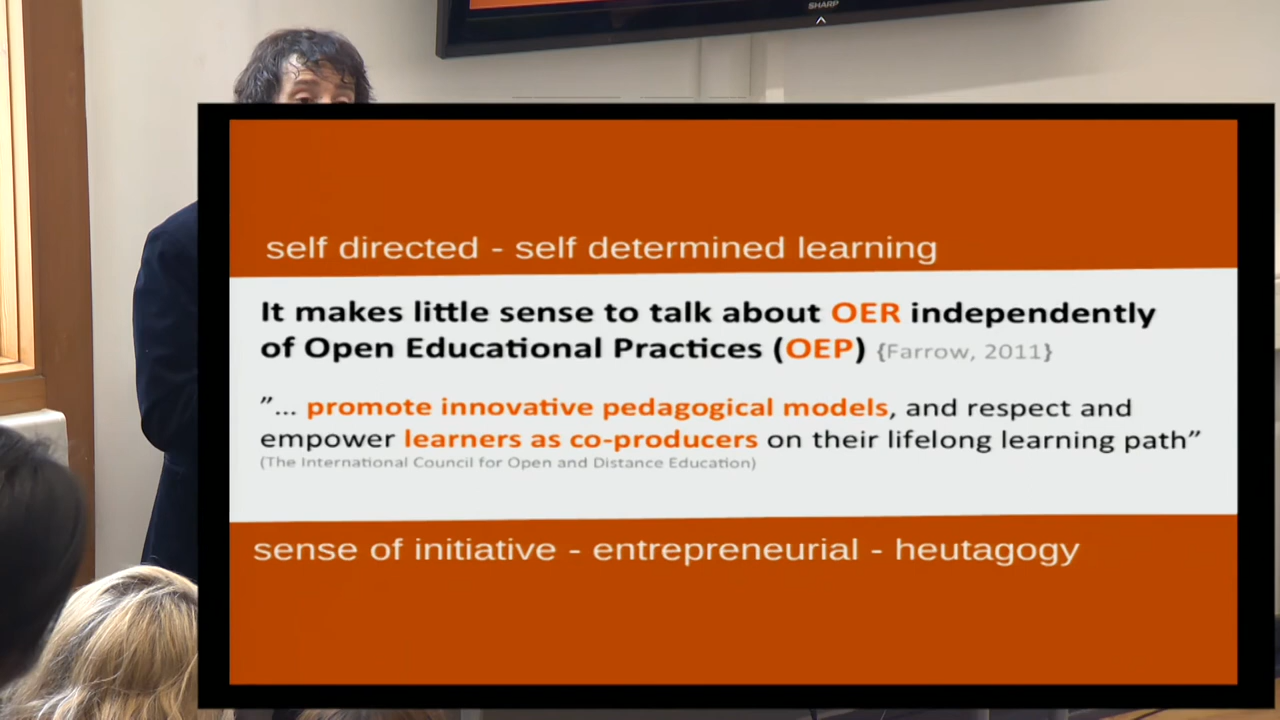 SHARP
self directed - self determined learning
It makes little sense to talk about OER independently
of Open Educational Practices (OEP) {Farrow, 2011}
”... promote innovative pedagogical models, and respect and
empower learners as co-producers on their lifelong learning path”
(The International Council for Open and Distance Education)
sense of initiative - entrepreneurial - heutagogy